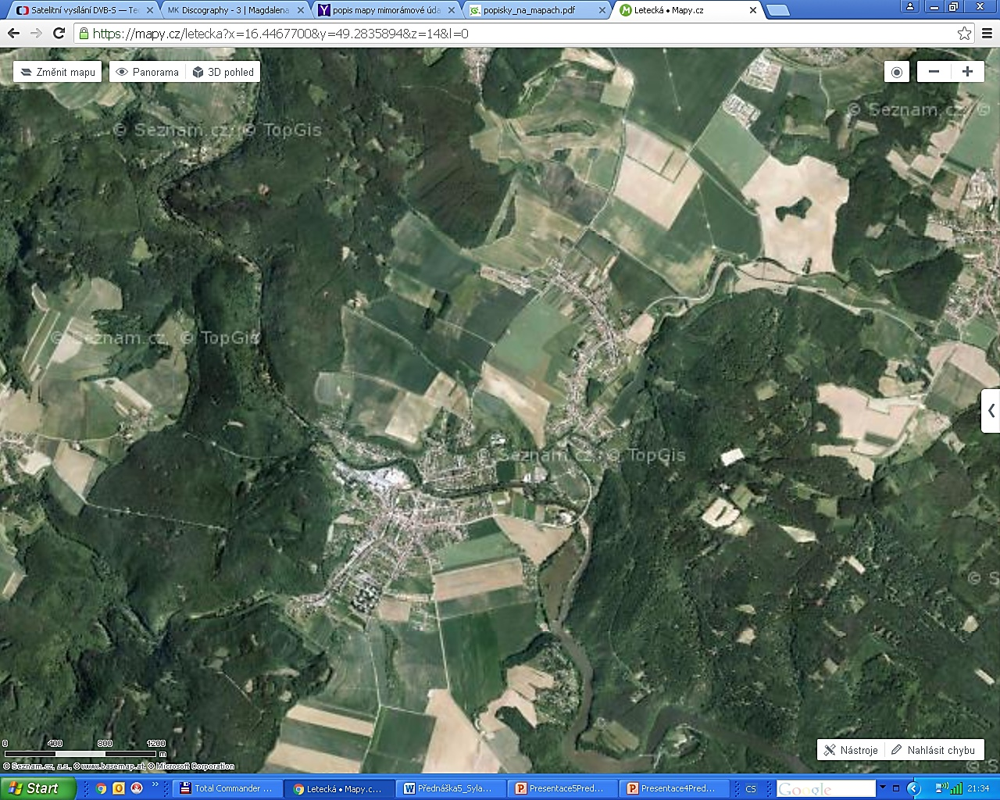 Satelitní vysílání DVB-S — Te
MK Discography - 3 | Magdalena
popis mapy mimorámové úda
popisky_na_mapach.pdf
Letecká • Mapy.cz
https://mapy.cz/letecka?x=16.4467700&y=49.2835894&z=14&l=0
Změnit mapu
Panorama
3D pohled
© Seznam.cz, © TopGis
© Seznam.cz, ©
© Seznam.cz, © TopGis
© Seznam.cz, © TopGis
© S
0 400 800 1200
m
© Seznam.cz, a.s., © www.basemap.at, © Microsoft Corporation
Nástroje
Nahlásit chybu
© S
Start
Total Commander ...
Letecká • Mapy.c...
Přednáška5_Syla...
Presentace5Pred...
Presentace4Pred...
CS
Google
21:34